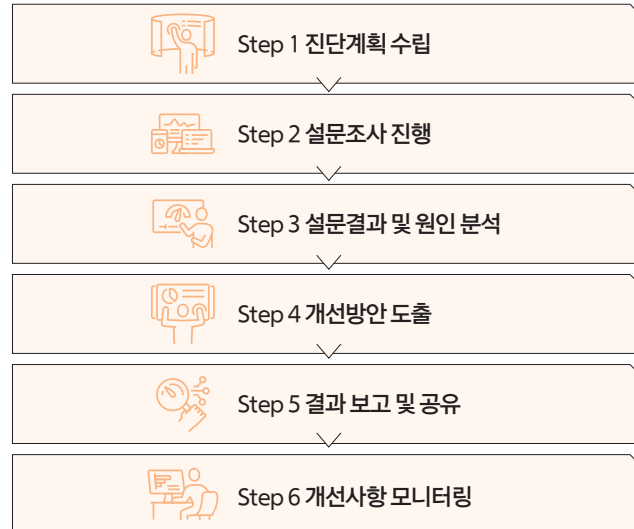 Step 1 진단계획 수립
Step 2 설문조사 진행
Step 3 설문결과 및 원인 분석
Step 4 개선방안 도출
Step 5 결과 보고 및 공유
Step 6 개선사항 모니터링